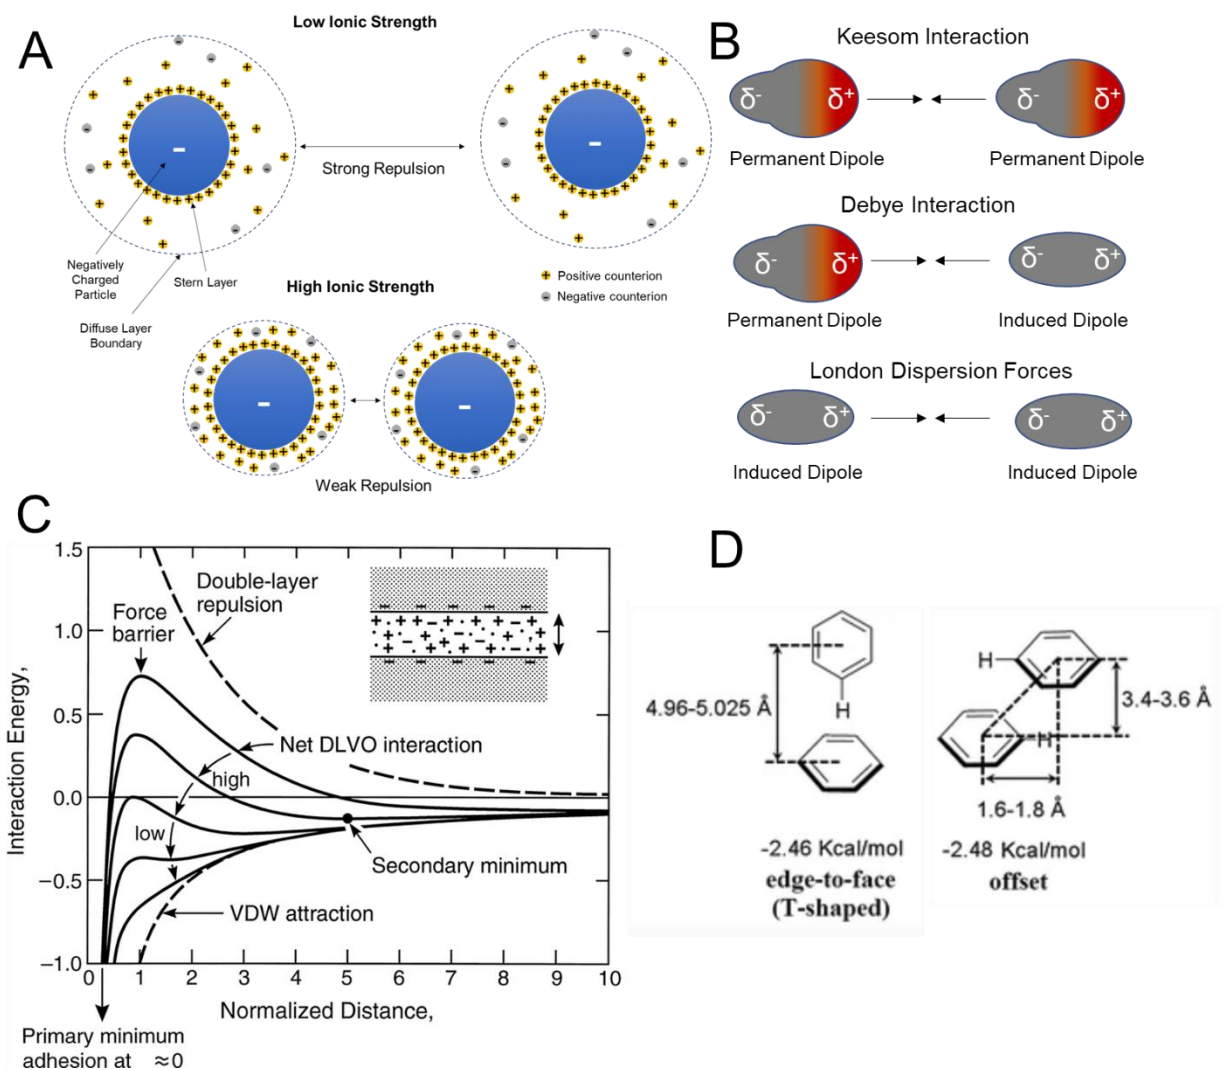 A
Low Ionic Strength
Strong Repulsion
Negatively
Charged
Particle
Stern Layer
Diffuse Layer
Boundary
Positive counterion
Negative counterion
High Ionic Strength
Weak Repulsion
B
Keesom Interaction
δ- δ+ δ- δ+
Permanent Dipole Permanent Dipole
Debye Interaction
δ- δ+ δ- δ+
Permanent Dipole Induced Dipole
London Dispersion Forces
δ- δ+ δ- δ+
Induced Dipole Induced Dipole
C
Interaction Energy,
1.5
1.0
0.5
0.0
−0.5
−1.0
Double-layer
repulsion
Force
barrier
Net DLVO interaction
high
low
Secondary minimum
VDW attraction
0 1 2 3 4 5 6 7 8 9 10
Normalized Distance,
Primary minimum
adhesion at ≈0
D
4.96-5.025 Å
H
-2.46 Kcal/mol
edge-to-face
(T-shaped)
H
H
3.4-3.6 Å
1.6-1.8 Å
-2.48 Kcal/mol
offset